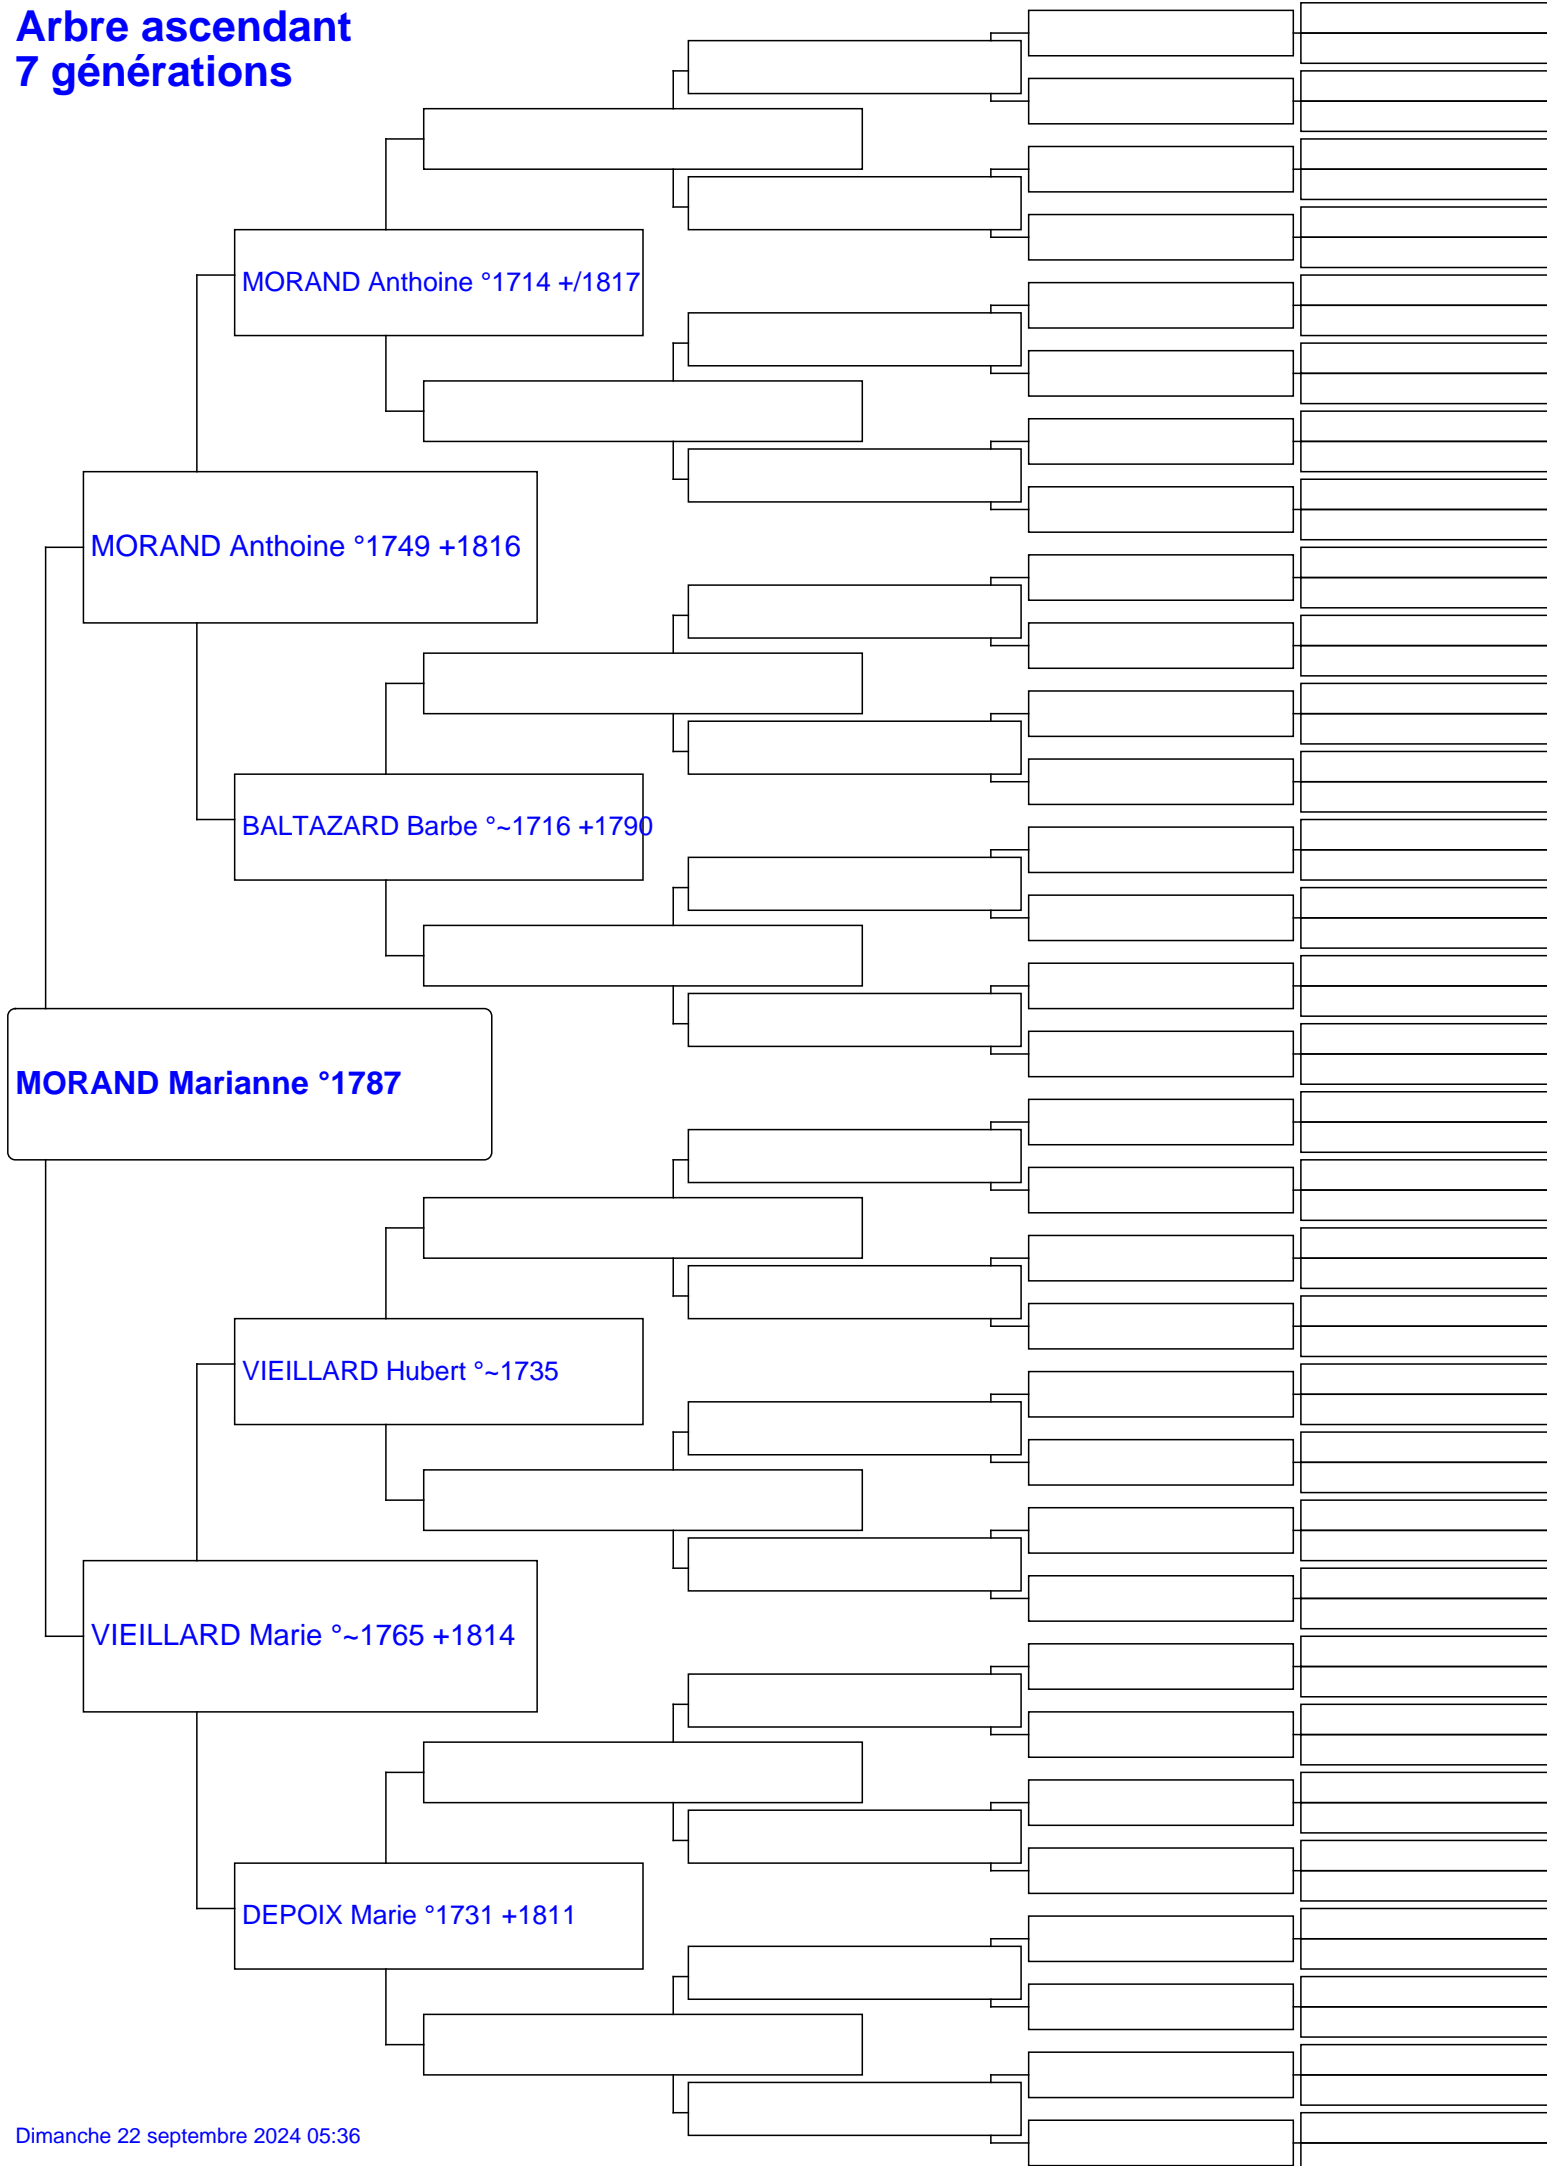 Arbre ascendant
7 générations
MORAND Anthoine °1714 +/1817
MORAND Anthoine °1749 +1816
BALTAZARD Barbe °~1716 +1790
MORAND Marianne °1787
VIEILLARD Hubert °~1735
VIEILLARD Marie °~1765 +1814
DEPOIX Marie °1731 +1811
Dimanche 22 septembre 2024 05:36